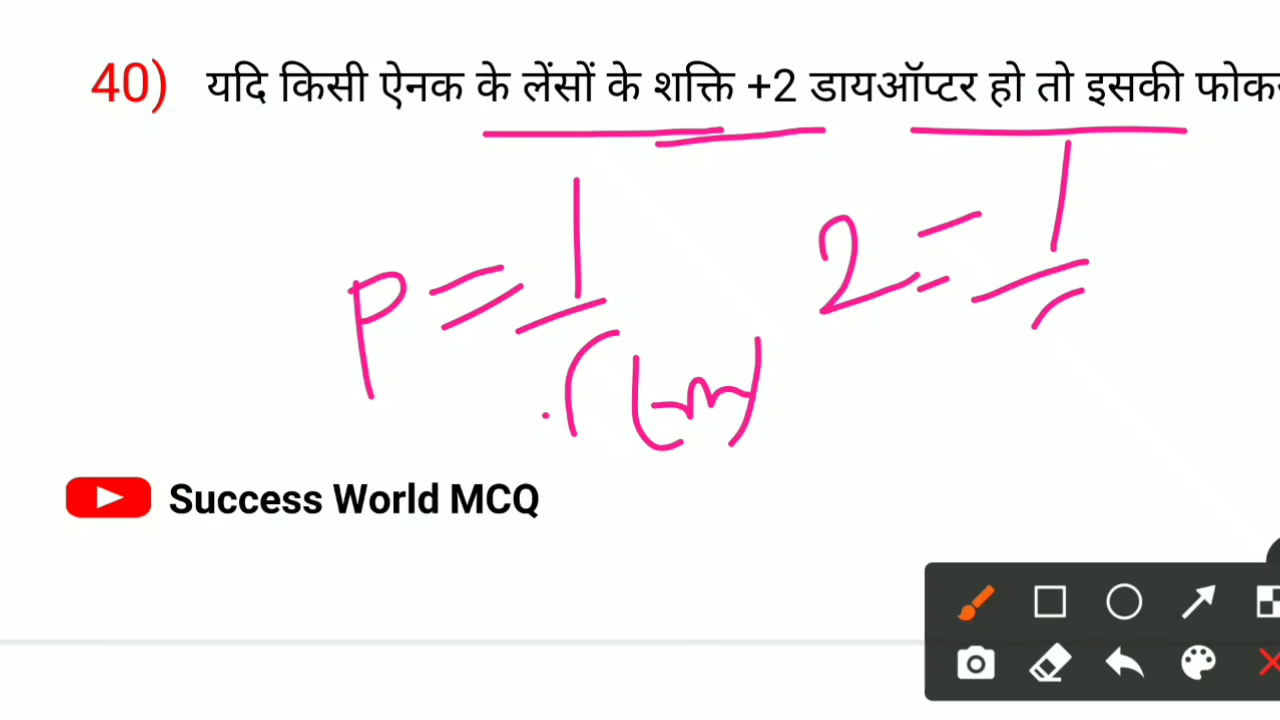 40) यदि किसी ऐनक के लेंसों के शक्ति +2 डायऑप्टर हो तो इसकी
P = 1 2 = 1
(m)
Success World MCQ